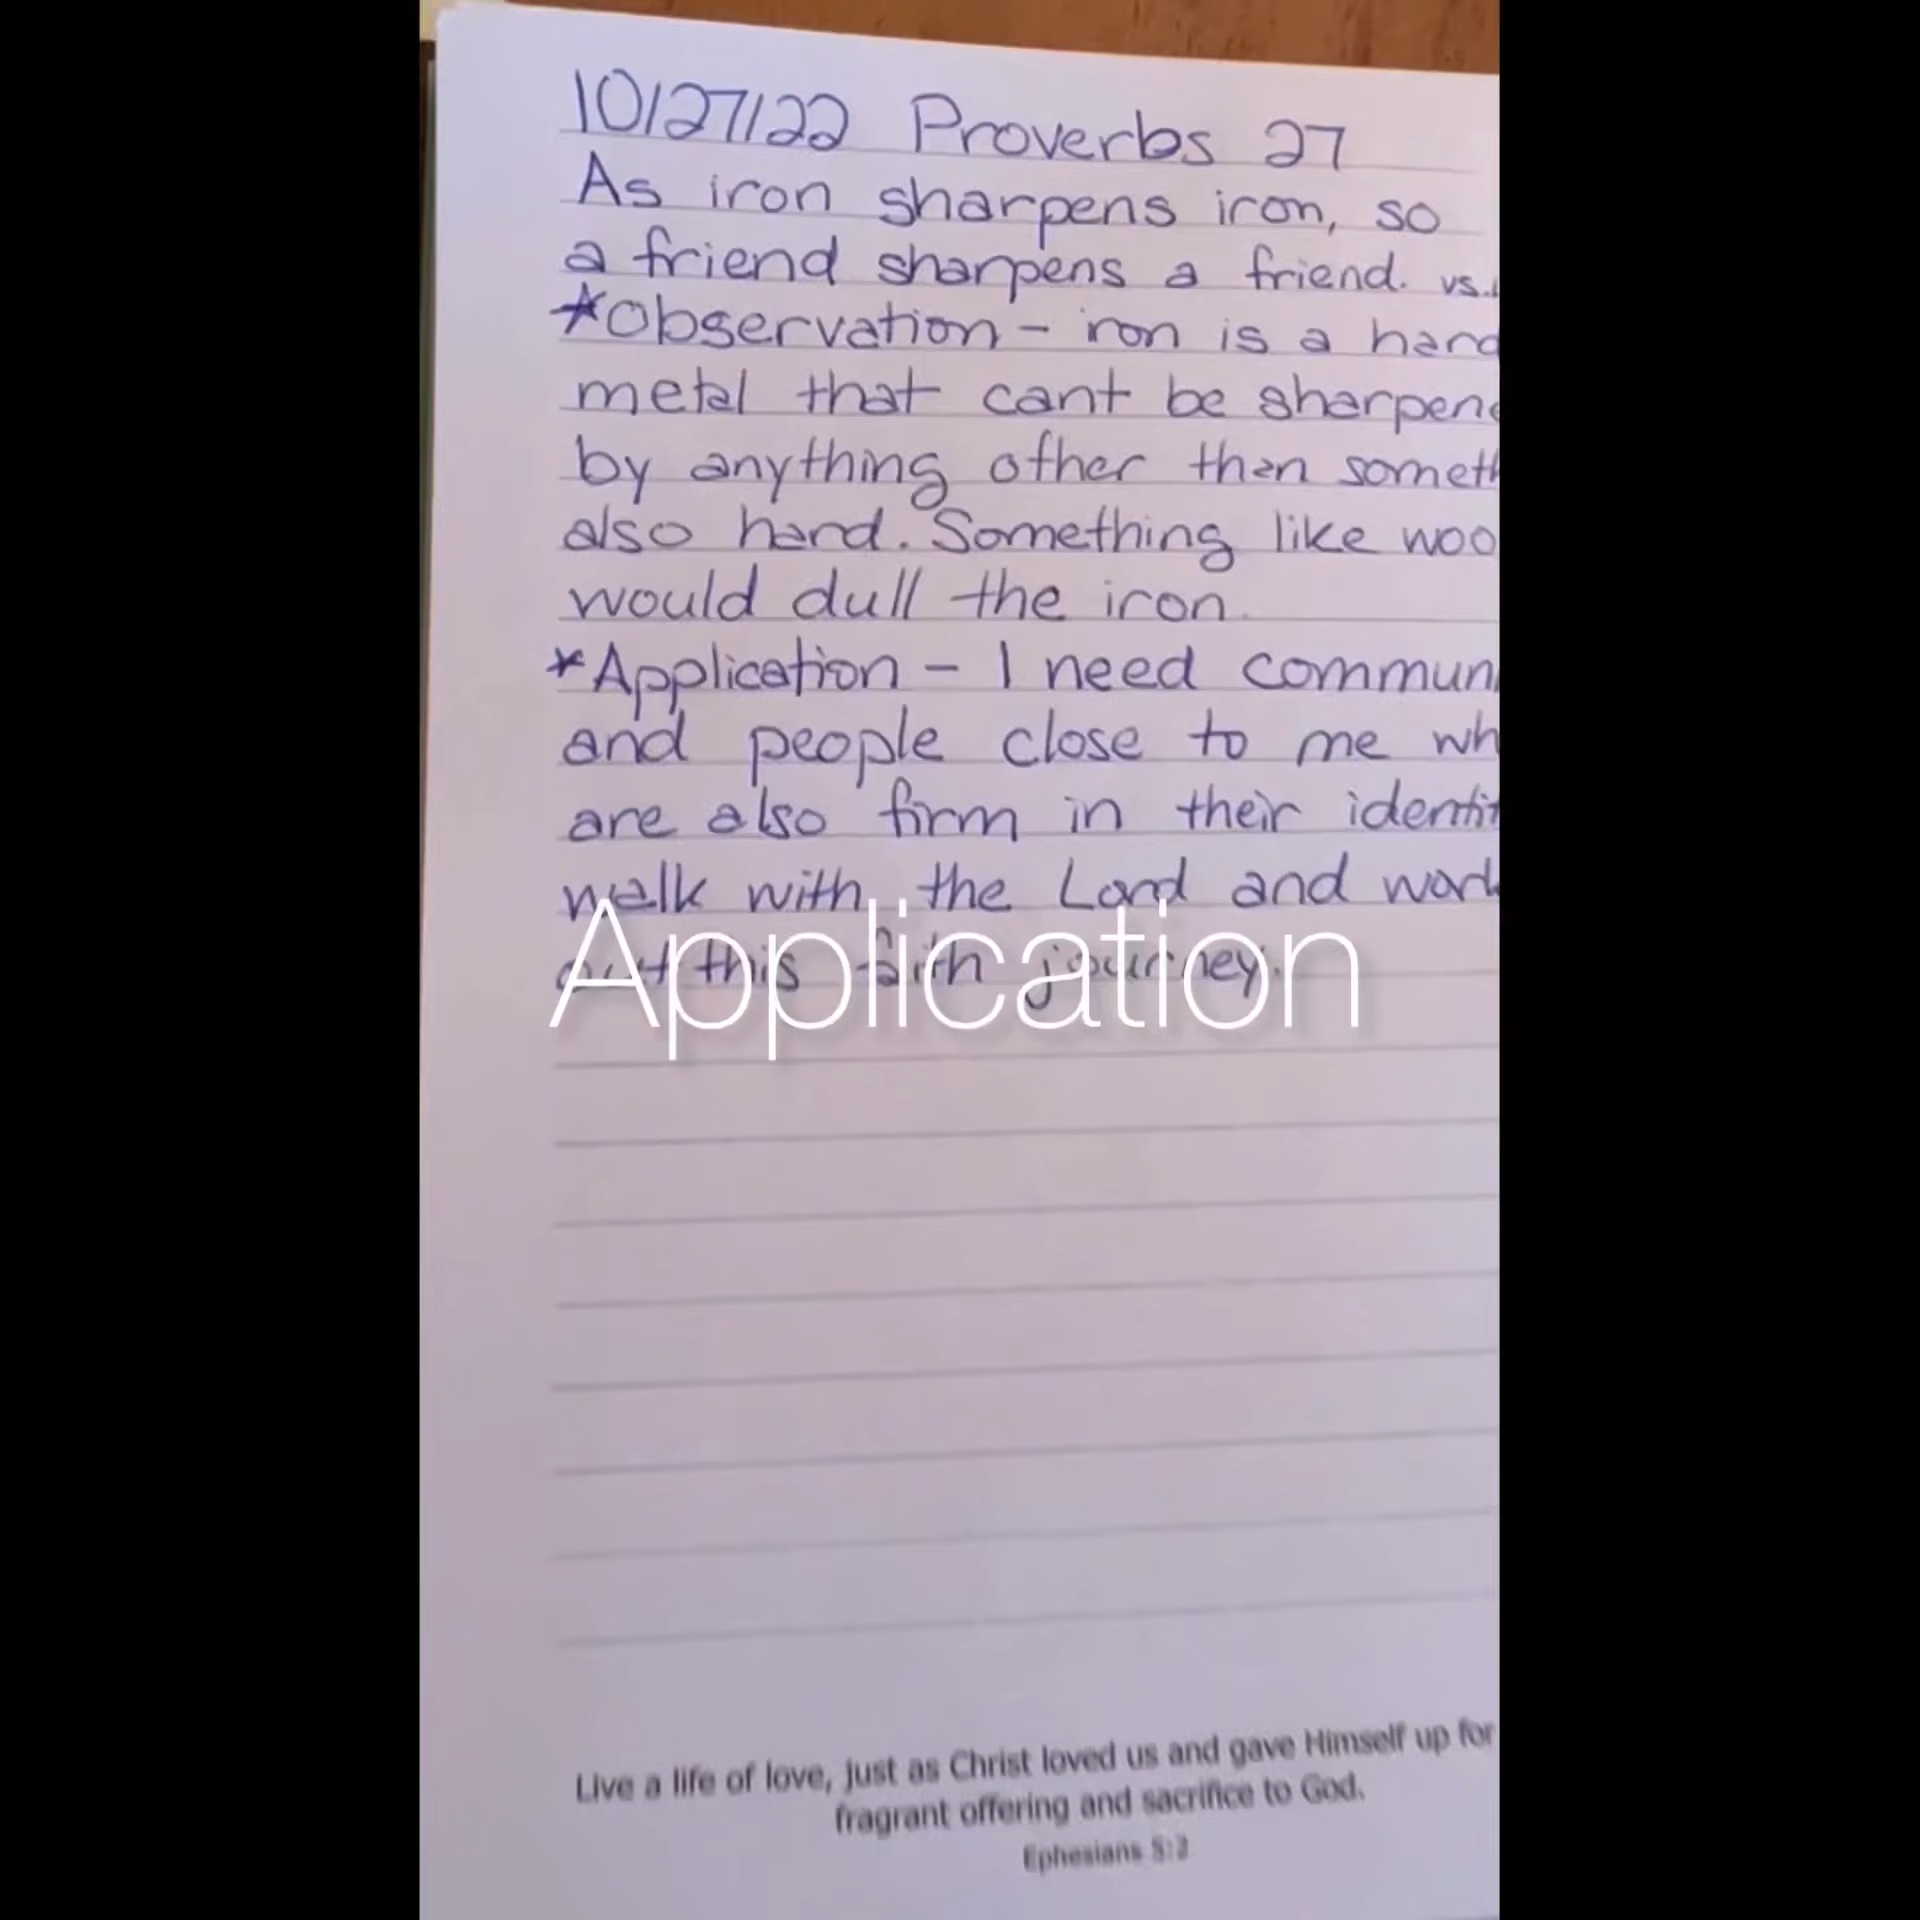 10/27/22 Proverbs 27
As iron sharpens iron, so
a friend sharpens a friend. vs.
*Observation - iron is a hard
metal that cant be sharpene
by anything other then someth
also hard. Something like woo
would dull the iron.
*Application - I need commun
and people close to me wh
are also firm in their identit
walk with the Lord and work
out this faith journey.
Application
Live a life of love, just as Christ loved us and gave Himself up for
fragrant offering and sacrifice to God.
Ephesians 5:2